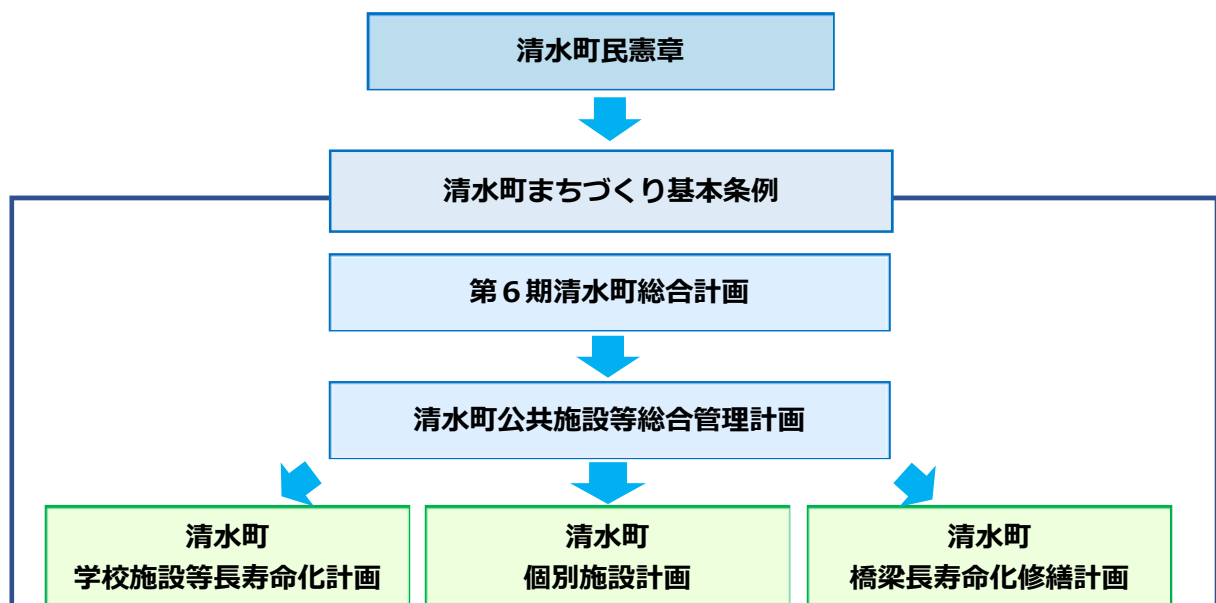 清水町民憲章
清水町まちづくり基本条例
第６期清水町総合計画
清水町公共施設等総合管理計画
清水町
学校施設等長寿命化計画
清水町
個別施設計画
清水町
橋梁長寿命化修繕計画